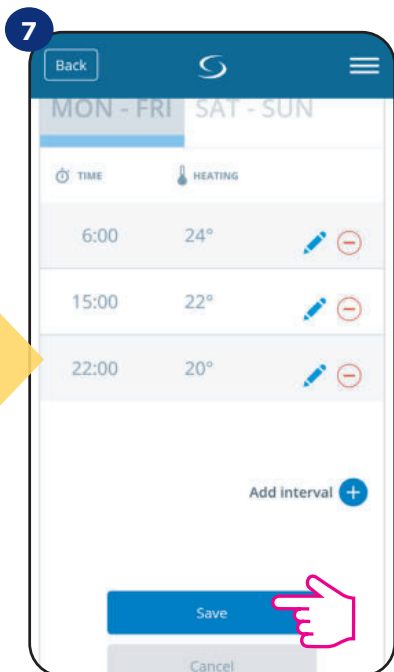 7
Back
MON - FRI SAT - SUN
TIME HEATING
6:00 24°
15:00 22°
22:00 20°
Add interval +
Save
Cancel